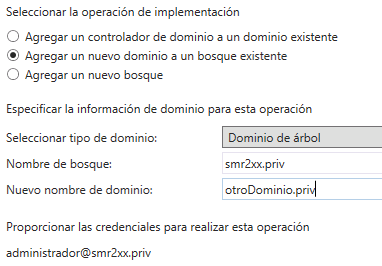 Seleccionar la operación de implementación
Agregar un controlador de dominio a un dominio existente
Agregar un nuevo dominio a un bosque existente
Agregar un nuevo bosque
Especificar la información de dominio para esta operación
Seleccionar tipo de dominio: Dominio de árbol
Nombre de bosque: smr2xx.priv
Nuevo nombre de dominio: otroDominio.priv
Proporcionar las credenciales para realizar esta operación
administrador@smr2xx.priv